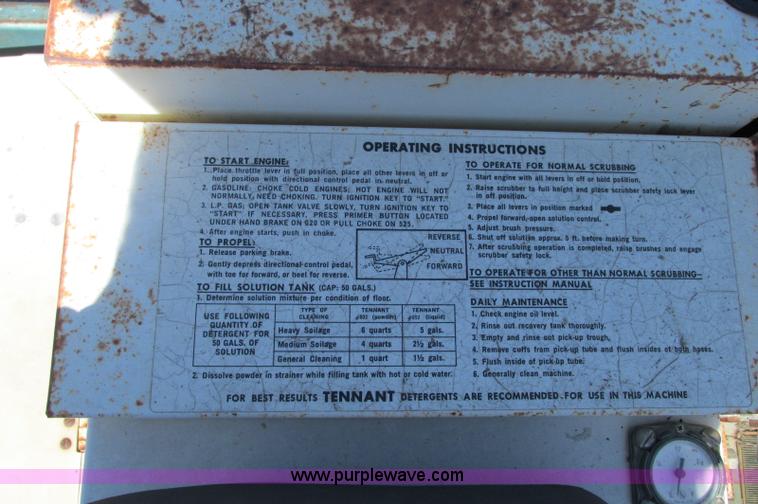 OPERATING INSTRUCTIONS
TO START ENGINE:
1. Place throttle lever in full position, place all other levers in off or
hold position with directional control pedal in neutral.
2. GASOLINE: CHOKE COLD ENGINES; HOT ENGINE WILL NOT
NORMALLY NEED CHOKING. TURN IGNITION KEY TO "START."
3. L.P. GAS: OPEN TANK VALVE SLOWLY, TURN IGNITION KEY TO
"START" IF NECESSARY, PRESS PRIMER BUTTON LOCATED
UNDER HAND BRAKE ON 620 OR PULL CHOKE ON 525.
4. After engine starts, push in choke.
TO PROPEL:
1. Release parking brake.
2. Gently depress directional control pedal,
with toe for forward, or heel for reverse.
REVERSE
NEUTRAL
FORWARD
TO FILL SOLUTION TANK (CAP: 50 GALS.)
1. Determine solution mixture per condition of floor.
USE FOLLOWING
QUANTITY OF
DETERGENT FOR
50 GALS. OF
SOLUTION
TYPE OF
CLEANING
TENNANT
(powdered)
TENNANT
(liquid)
Heavy Soilage 6 quarts 5 gals.
Medium Soilage 4 quarts 2½ gals.
General Cleaning 1 quart 1½ gals.
2. Dissolve powder in strainer while filling tank with hot or cold water.
TO OPERATE FOR NORMAL SCRUBBING
1. Start engine with all levers in off or hold position.
2. Raise scrubber to full height and place scrubber safety lock lever
in off position.
3. Place all levers in position marked
4. Propel forward, open solution control.
5. Adjust brush pressure.
6. Shut off solution approx. 5 ft. before making turn.
7. After scrubbing operation is completed, raise brushes and engage
scrubber safety lock.
TO OPERATE FOR OTHER THAN NORMAL SCRUBBING-
SEE INSTRUCTION MANUAL
DAILY MAINTENANCE
1. Check engine oil level.
2. Rinse out recovery tank thoroughly.
3. Empty and rinse out pick-up trough.
4. Remove cuffs from pick-up tube and flush insides of both hoses.
5. Flush inside of pick-up tube.
6. Generally clean machine.
FOR BEST RESULTS TENNANT DETERGENTS ARE RECOMMENDED FOR USE IN THIS MACHINE
www.purplewave.com